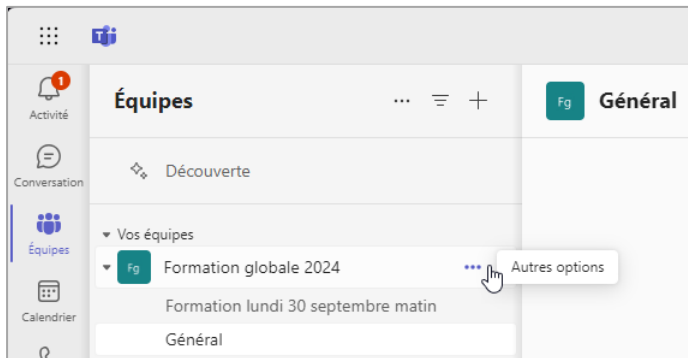 1
Activité
Conversation
Équipes
Calendrier
Équipes
Découverte
Vos équipes
Fg Formation globale 2024
Autres options
Formation lundi 30 septembre matin
Général
Fg Général